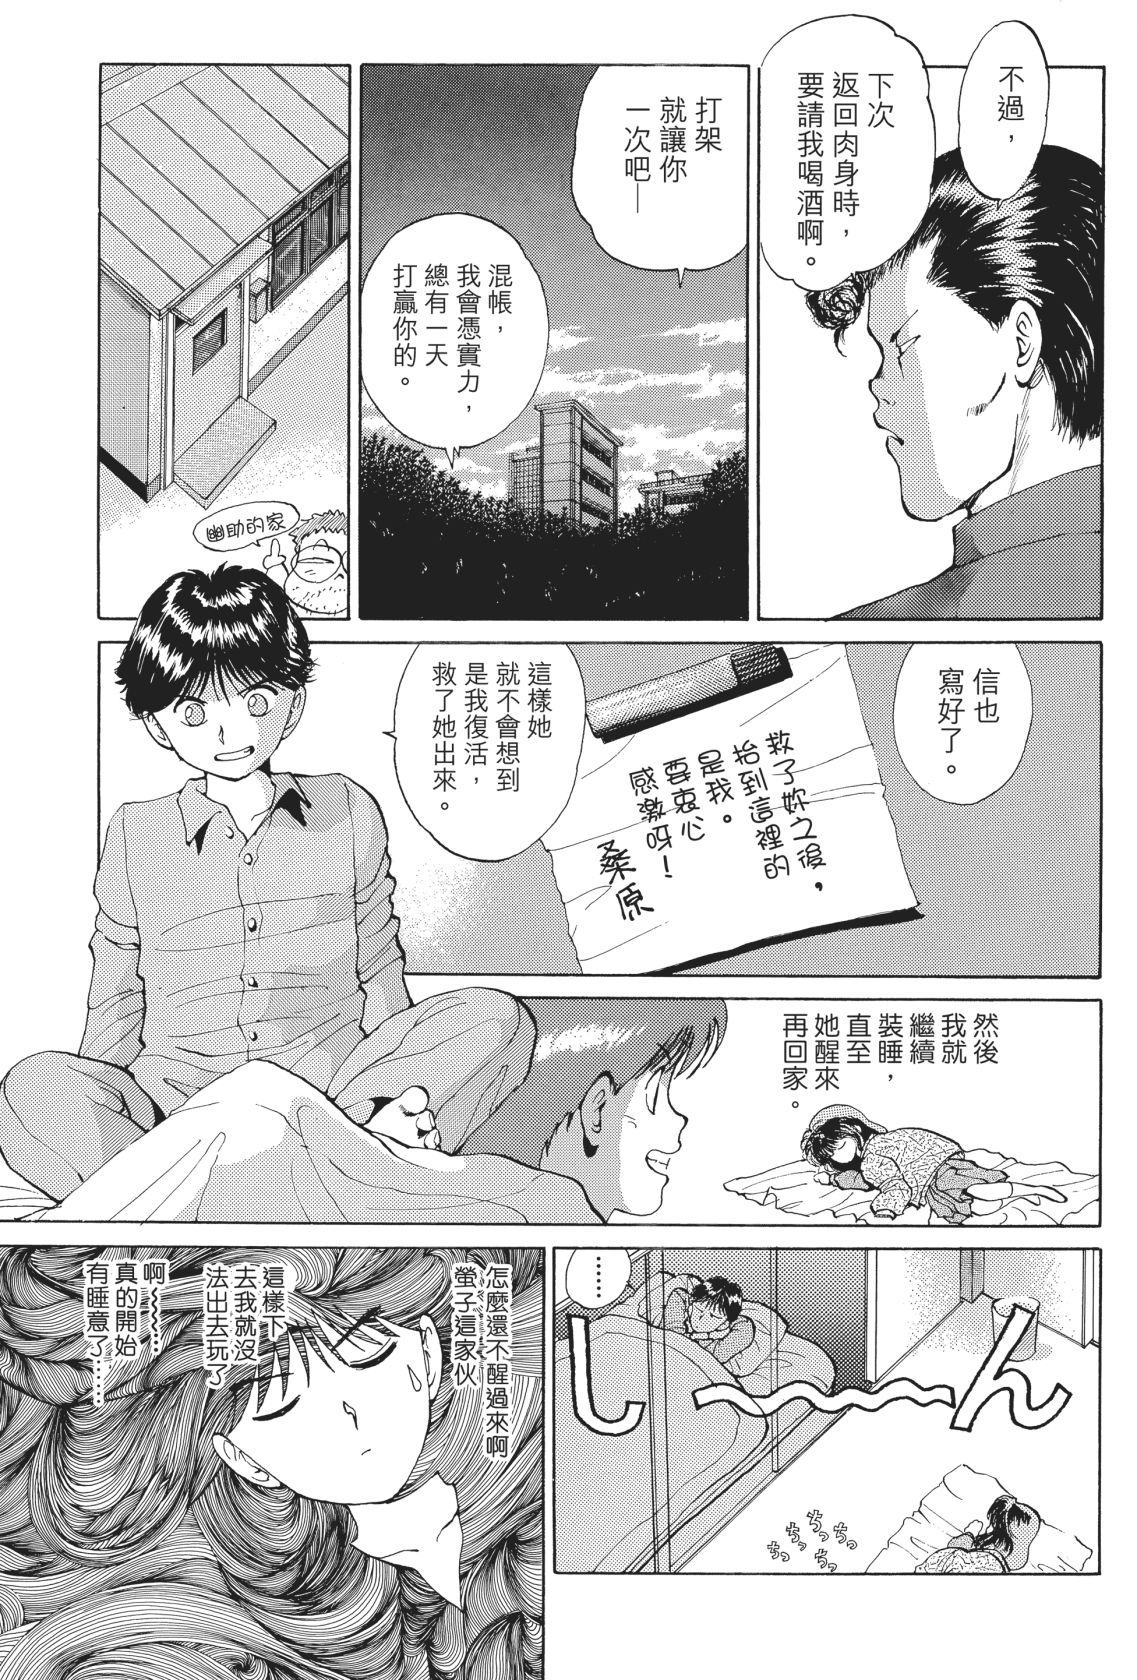 不過，
下次
返回肉身時，
要請我喝酒啊。
打架
就讓你
一次吧—
混帳，
我會憑實力，
總有一天
打贏你的。
幽助的家
信也
寫好了。
救了妳之後，
抬到這裡的
是我。
要衷心
感激呀！
桑原
這樣她
就不會想到
是我復活，
救了她出來。
然後
我就
繼續
裝睡，
直至
她醒來
再回家。
……
し～～ん
ちっ
ちっ
ちっ
ちっ
ちっ
怎麼還不醒過來啊
螢子這家伙
這樣下
去我就沒
法出去玩了
啊～～～……
真的開始
有睡意了……